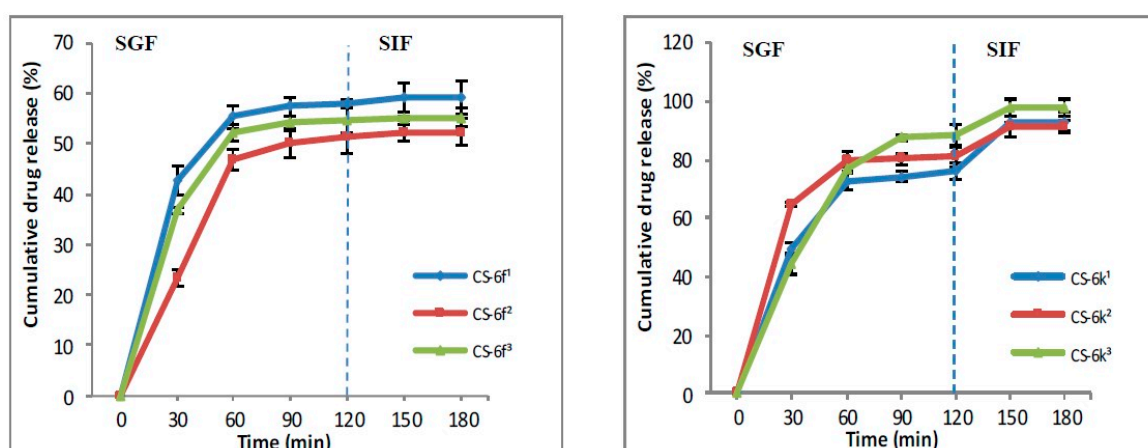 SGF
SIF
Cumulative drug release (%)
70
60
50
40
30
20
10
0
CS-6f¹
CS-6f²
CS-6f³
0 30 60 90 120 150 180
Time (min)
SGF
SIF
Cumulative drug release (%)
120
100
80
60
40
20
0
CS-6k¹
CS-6k²
CS-6k³
0 30 60 90 120 150 180
Time (min)